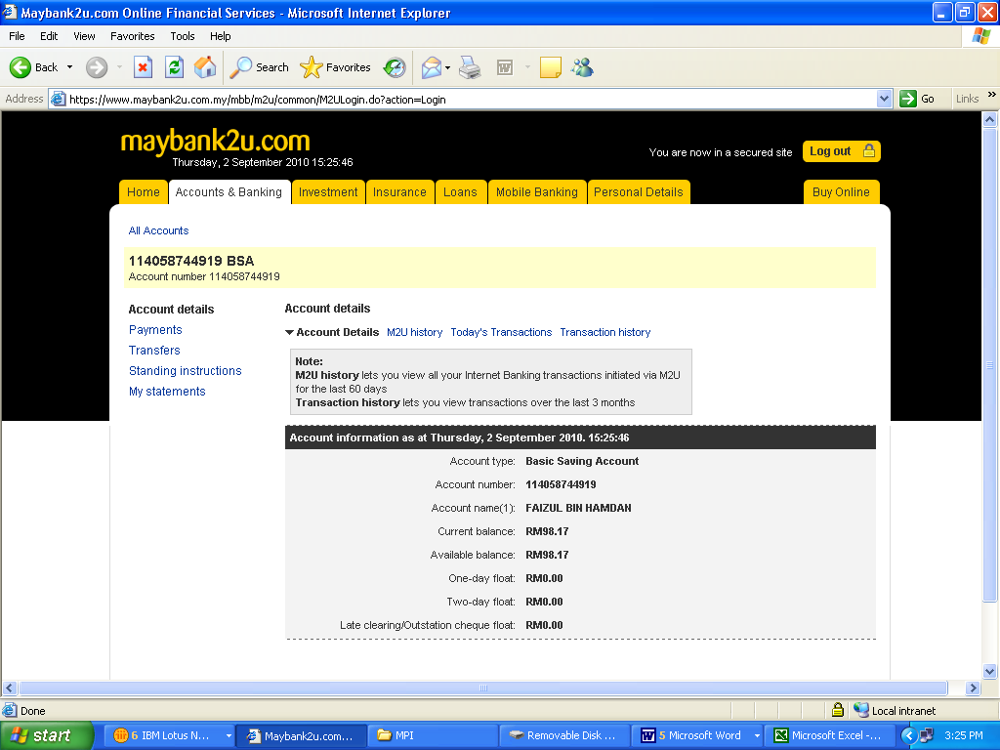 Maybank2u.com Online Financial Services - Microsoft Internet Explorer
File Edit View Favorites Tools Help
Back Search Favorites
Address https://www.maybank2u.com.my/mbb/m2u/common/M2ULogin.do?action=Login Go Links »
maybank2u.com
Thursday, 2 September 2010 15:25:46
You are now in a secured site Log out
Home Accounts & Banking Investment Insurance Loans Mobile Banking Personal Details Buy Online
All Accounts
114058744919 BSA
Account number 114058744919
Account details
Payments
Transfers
Standing instructions
My statements
Account details
Account Details M2U history Today's Transactions Transaction history
Note:
M2U history lets you view all your Internet Banking transactions initiated via M2U
for the last 60 days
Transaction history lets you view transactions over the last 3 months
Account information as at Thursday, 2 September 2010. 15:25:46
Account type: Basic Saving Account
Account number: 114058744919
Account name(1): FAIZUL BIN HAMDAN
Current balance: RM98.17
Available balance: RM98.17
One-day float: RM0.00
Two-day float: RM0.00
Late clearing/Outstation cheque float: RM0.00
Done Local intranet
start 6 IBM Lotus N... Maybank2u.com... MPI Removable Disk ... 5 Microsoft Word Microsoft Excel -... 3:25 PM